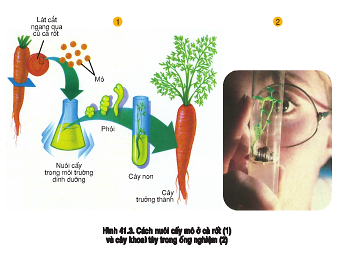 Lát cắt
ngang qua
củ cà rốt
1
2
Mô
Phôi
Nuôi cấy
trong môi trường
dinh dưỡng
Cây non
Cây
trưởng thành
Hình 41.3. Cách nuôi cấy mô ở cà rốt (1)
và cây khoai tây trong ống nghiệm (2)